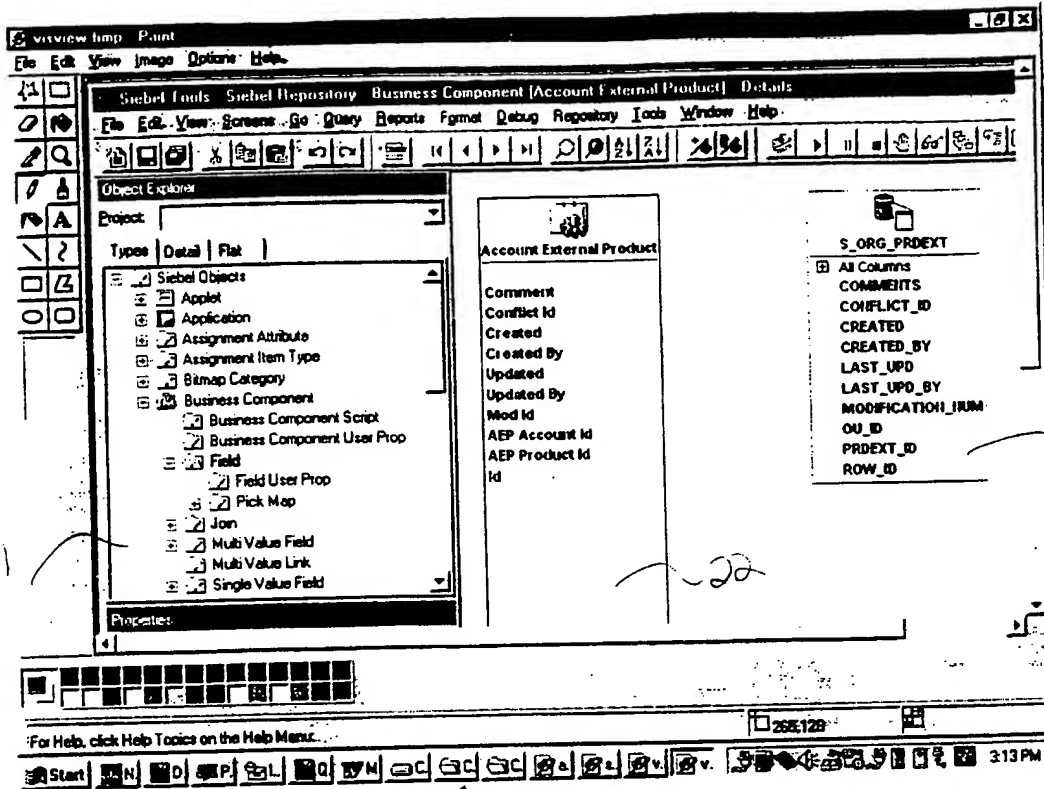 visview.bmp Paint
File Edit View Image Options Help
Siebel Tools Siebel Repository Business Component [Account External Product] Details
File Edit View Screens Go Query Reports Format Debug Repository Tools Window Help
Object Explorer
Project:
Types Detail Flat
Siebel Objects
Applet
Application
Assignment Attribute
Assignment Item Type
Bitmap Category
Business Component
Business Component Script
Business Component User Prop
Field
Field User Prop
Pick Map
Join
Multi Value Field
Multi Value Link
Single Value Field
Properties
Account External Product
Comment
Conflict Id
Created
Created By
Updated
Updated By
Mod Id
AEP Account Id
AEP Product Id
Id
S_ORG_PRDEXT
All Columns
COMMENTS
CONFLICT_ID
CREATED
CREATED_BY
LAST_UPD
LAST_UPD_BY
MODIFICATION_NUM
OU_ID
PRDEXT_ID
ROW_ID
22
For Help, click Help Topics on the Help Menu.
268,128
Start N. D P. L. Q M C C C a. a. v. v. 3:13 PM